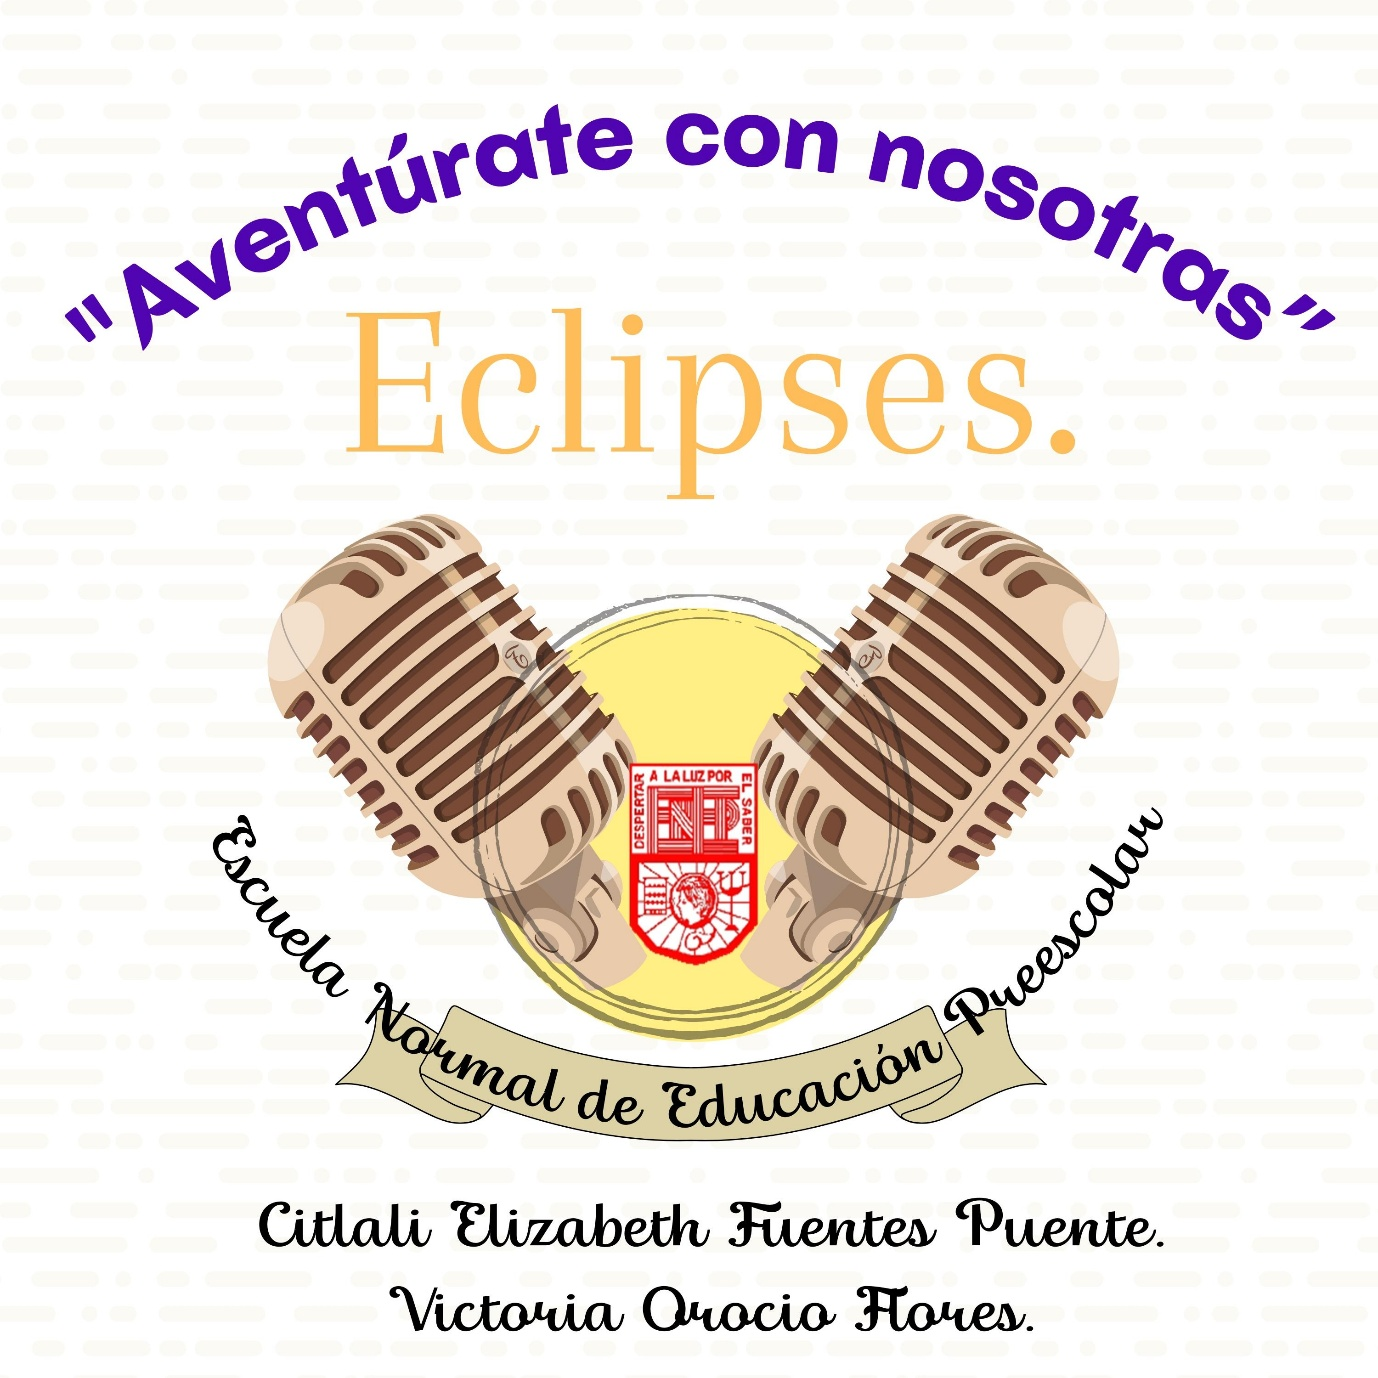 "Aventúrate con nosotras"
Eclipses.
DESPERTAR A LA LUZ POR EL SABER
ENEP
Escuela Normal de Educación Preescolar
Citlali Elizabeth Fuentes Puente.
Victoria Orocio Flores.